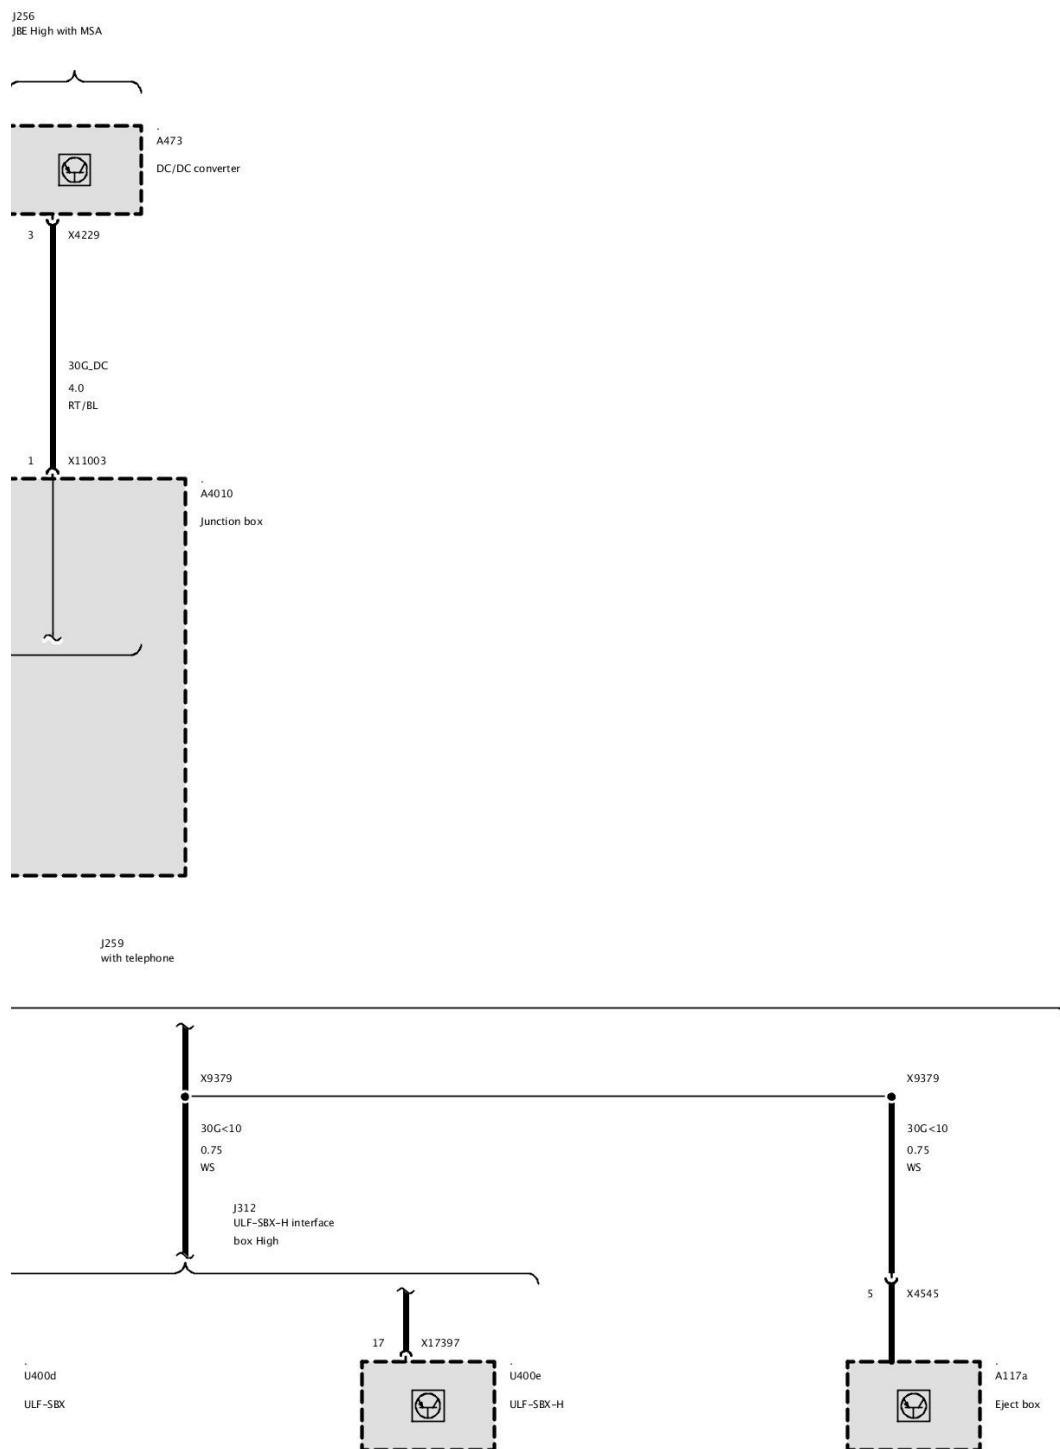 J256
JBE High with MSA
A473
DC/DC converter
3 X4229
30G_DC
4.0
RT/BL
1 X11003
A4010
Junction box
J259
with telephone
X9379 X9379
30G<10 30G<10
0.75 0.75
WS WS
J312
ULF-SBX-H interface
box High
5 X4545
17 X17397
U400d U400e A117a
ULF-SBX ULF-SBX-H Eject box